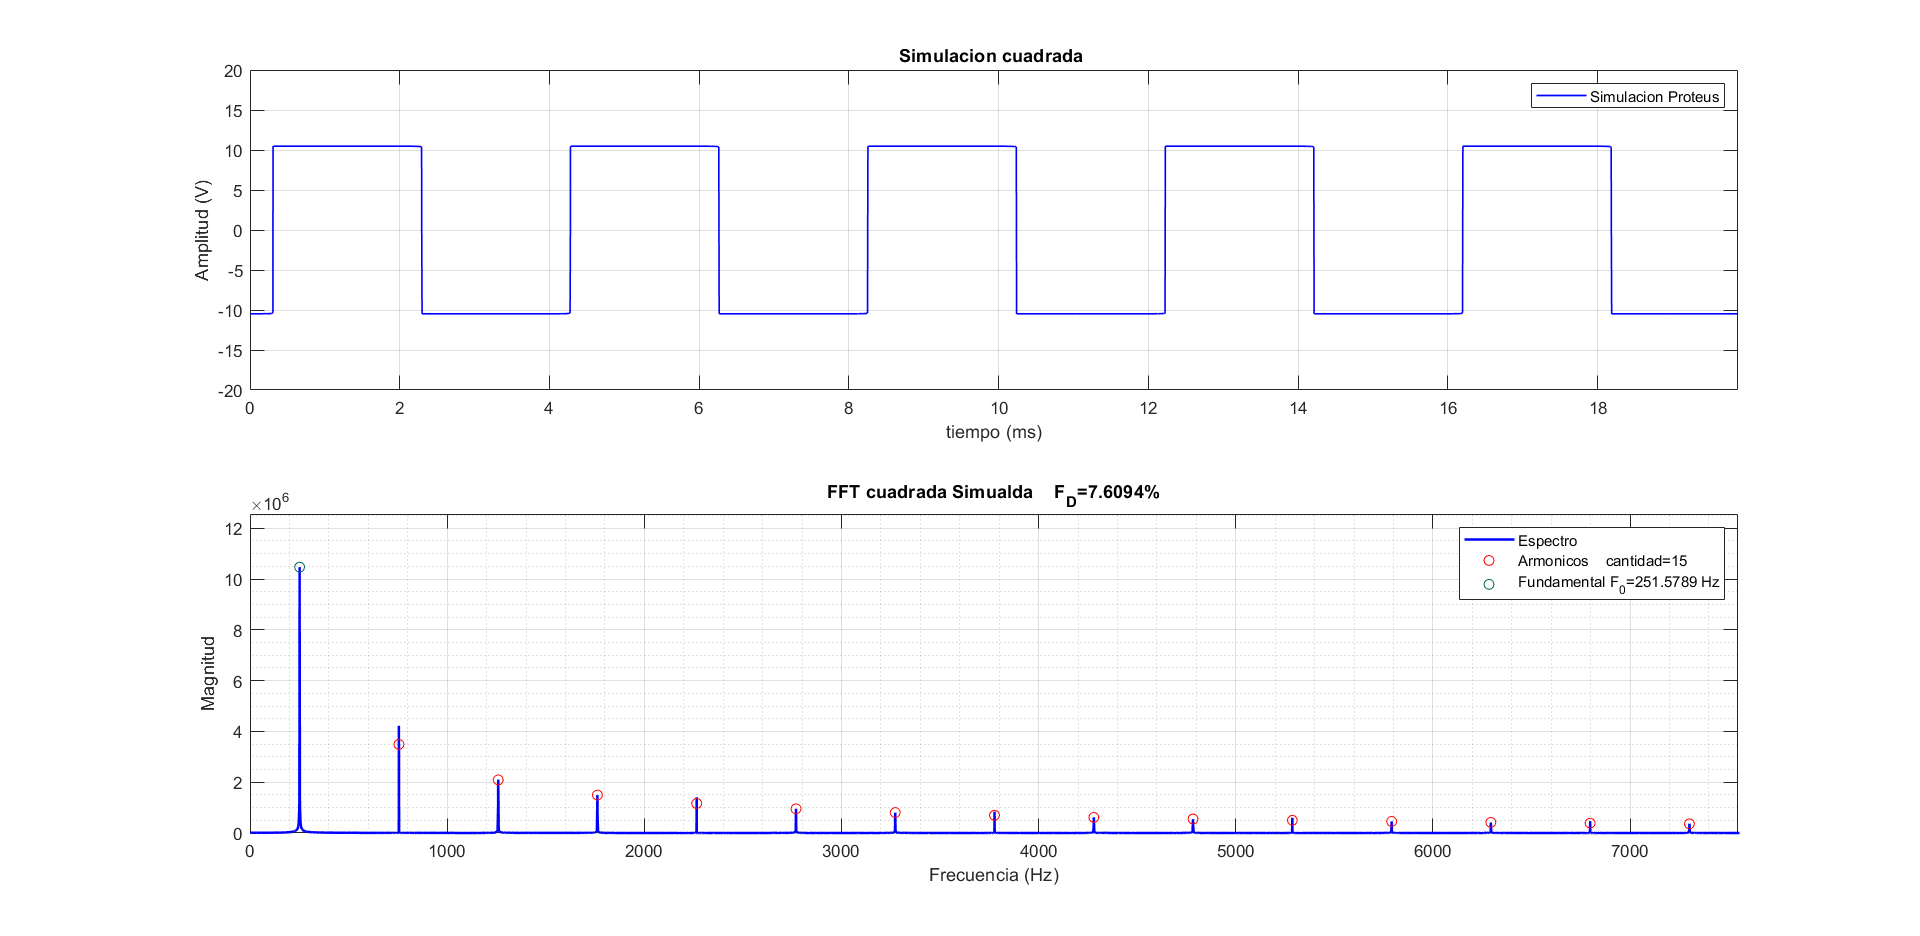 Simulacion cuadrada
20
15
10
5
0
-5
-10
-15
-20
Amplitud (V)
Simulacion Proteus
0 2 4 6 8 10 12 14 16 18
tiempo (ms)
FFT cuadrada Simualda F_D=7.6094%
×10^6
12
10
8
6
4
2
0
Magnitud
Espectro
Armonicos cantidad=15
Fundamental F_0=251.5789 Hz
0 1000 2000 3000 4000 5000 6000 7000
Frecuencia (Hz)